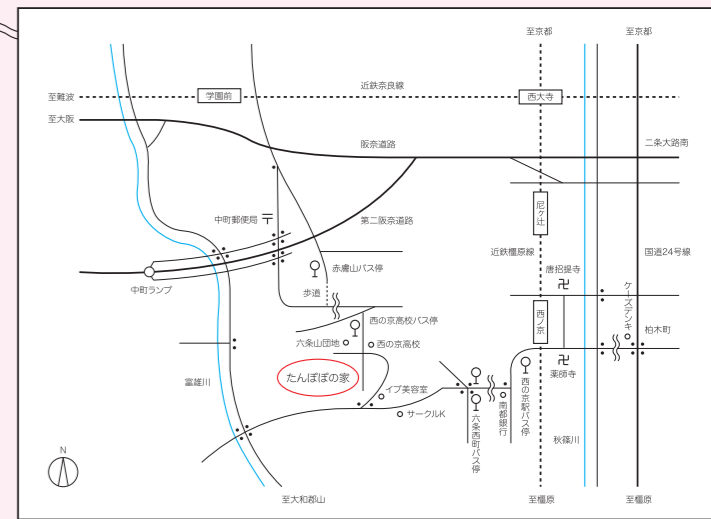 至京都
至京都
近鉄奈良線
至難波
学園前
西大寺
至大阪
阪奈道路
二条大路南
中町郵便局
第二阪奈道路
尼ヶ辻
近鉄橿原線
国道24号線
赤膚山バス停
唐招提寺
中町ランプ
歩道
ケーズデンキ
西の京高校バス停
西ノ京
柏木町
六条山団地
西の京高校
薬師寺
富雄川
たんぽぽの家
イブ美容室
サークルK
六条西町バス停
南都銀行
西の京駅バス停
秋篠川
N
至大和郡山
至橿原
至橿原